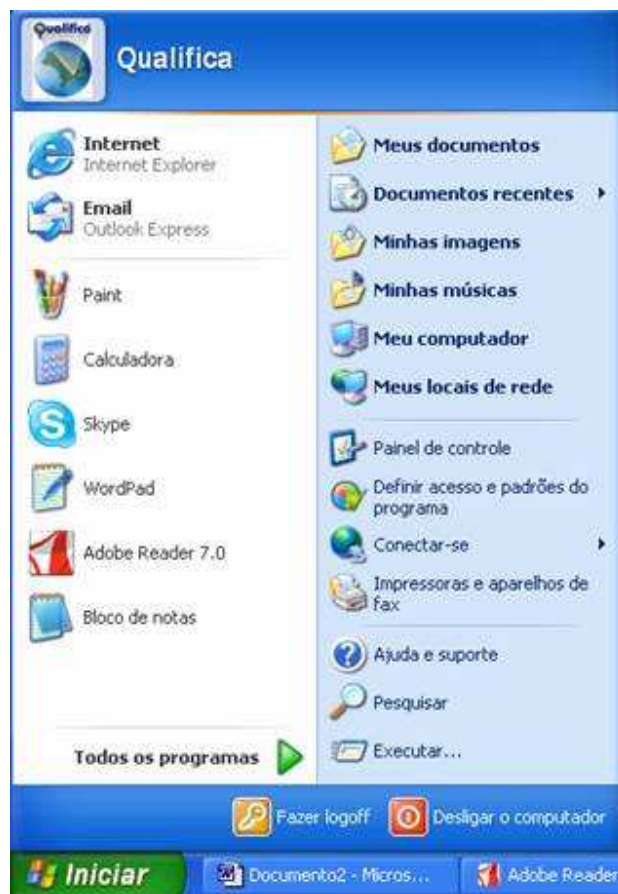 Qualifica
Qualifica
Internet
Internet Explorer
Email
Outlook Express
Paint
Calculadora
Skype
WordPad
Adobe Reader 7.0
Bloco de notas
Todos os programas
Meus documentos
Documentos recentes
Minhas imagens
Minhas músicas
Meu computador
Meus locais de rede
Painel de controle
Definir acesso e padrões do
programa
Conectar-se
Impressoras e aparelhos de
fax
Ajuda e suporte
Pesquisar
Executar...
Fazer logoff
Desligar o computador
Iniciar
Documento2 - Micros...
Adobe Reader